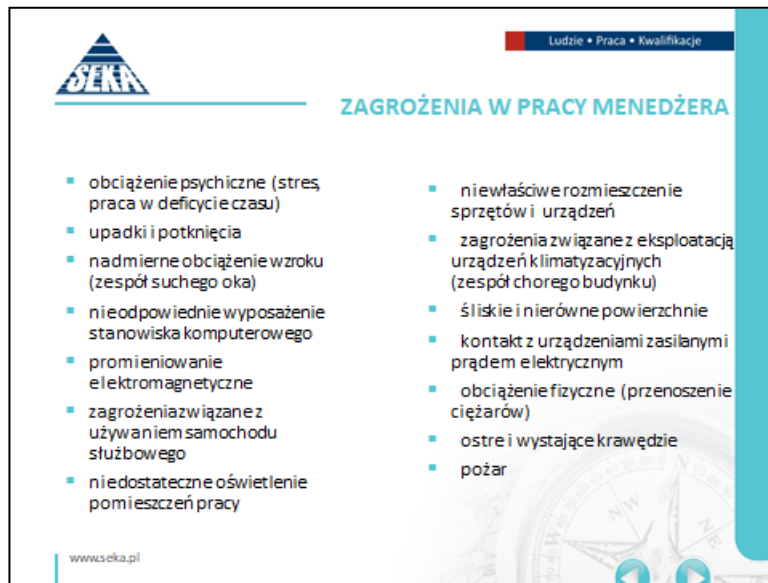 SEKA
Ludzie • Praca • Kwalifikacje
ZAGROŻENIA W PRACY MENEDŻERA
▪ obciążenie psychiczne (stres,
praca w deficycie czasu)
▪ upadki i potknięcia
▪ nadmierne obciążenie wzroku
(zespół suchego oka)
▪ nieodpowiednie wyposażenie
stanowiska komputerowego
▪ promieniowanie
elektromagnetyczne
▪ zagrożenia związane z
używaniem samochodu
służbowego
▪ niedostateczne oświetlenie
pomieszczeń pracy
▪ niewłaściwe rozmieszczenie
sprzętów i urządzeń
▪ zagrożenia związane z eksploatacją
urządzeń klimatyzacyjnych
(zespół chorego budynku)
▪ śliskie i nierówne powierzchnie
▪ kontakt z urządzeniami zasilanymi
prądem elektrycznym
▪ obciążenie fizyczne (przenoszenie
ciężarów)
▪ ostre i wystające krawędzie
▪ pożar
N
N/W
N/E
www.seka.pl